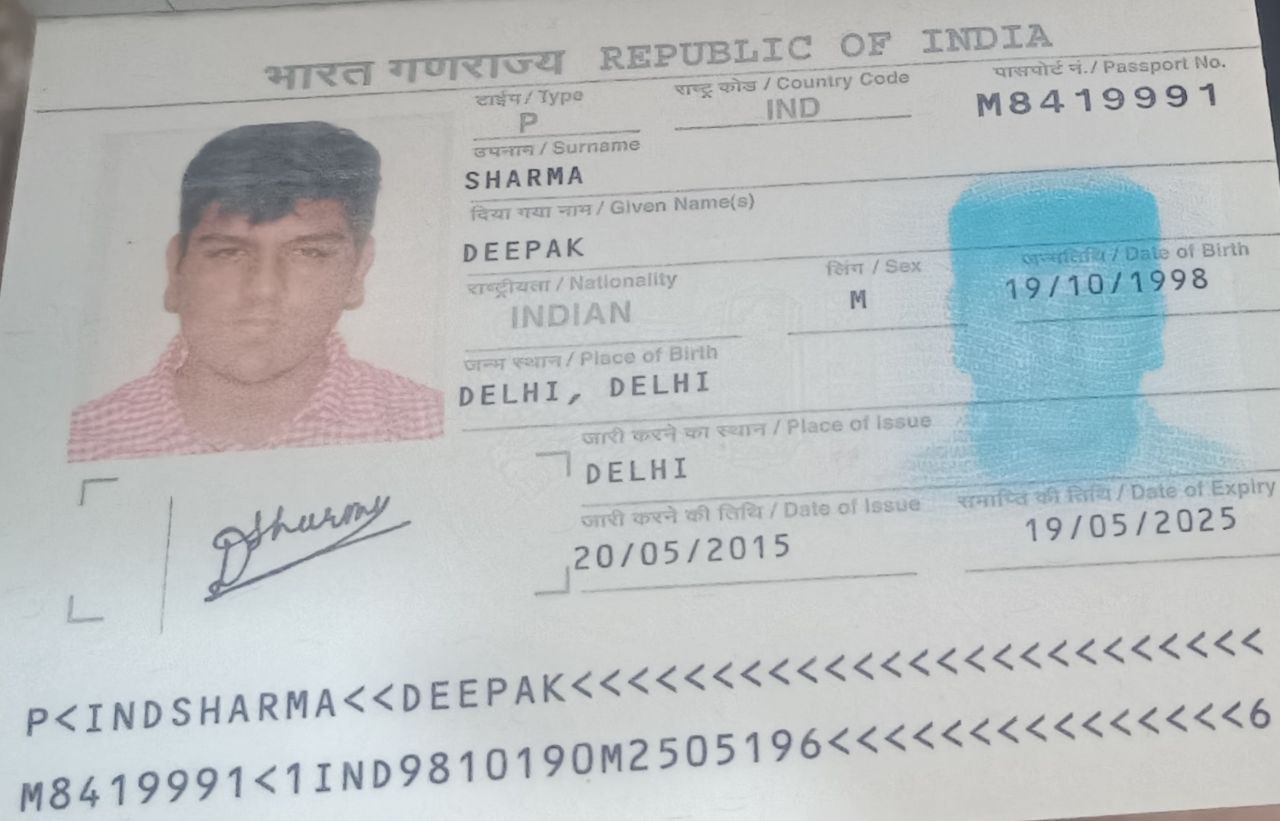 भारत गणराज्य REPUBLIC OF INDIA
टाईप / Type
राष्ट्र कोड / Country Code
पासपोर्ट नं. / Passport No.
P
IND
M8419991
उपनाम / Surname
SHARMA
दिया गया नाम / Given Name(s)
DEEPAK
राष्ट्रीयता / Nationality
लिंग / Sex
जन्मतिथि / Date of Birth
INDIAN
M
19/10/1998
जन्म स्थान / Place of Birth
DELHI, DELHI
जारी करने का स्थान / Place of Issue
DELHI
जारी करने की तिथि / Date of Issue
समाप्ति की तिथि / Date of Expiry
20/05/2015
19/05/2025
DSharma
P<INDSHARMA<<DEEPAK<<<<<<<<<<<<<<<<<<<<<<<<<
M8419991<1IND9810190M2505196<<<<<<<<<<<<<<<6